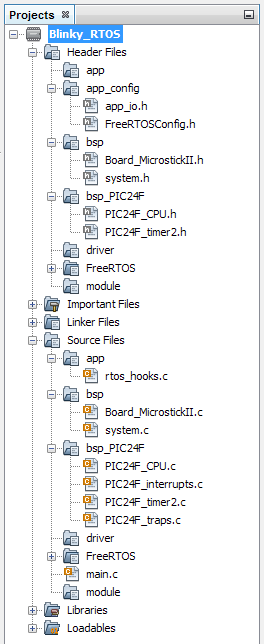 Projects
Blinky_RTOS
Header Files
app
app_config
app_io.h
FreeRTOSConfig.h
bsp
Board_MicrostickII.h
system.h
bsp_PIC24F
PIC24F_CPU.h
PIC24F_timer2.h
driver
FreeRTOS
module
Important Files
Linker Files
Source Files
app
rtos_hooks.c
bsp
Board_MicrostickII.c
system.c
bsp_PIC24F
PIC24F_CPU.c
PIC24F_interrupts.c
PIC24F_timer2.c
PIC24F_traps.c
driver
FreeRTOS
main.c
module
Libraries
Loadables